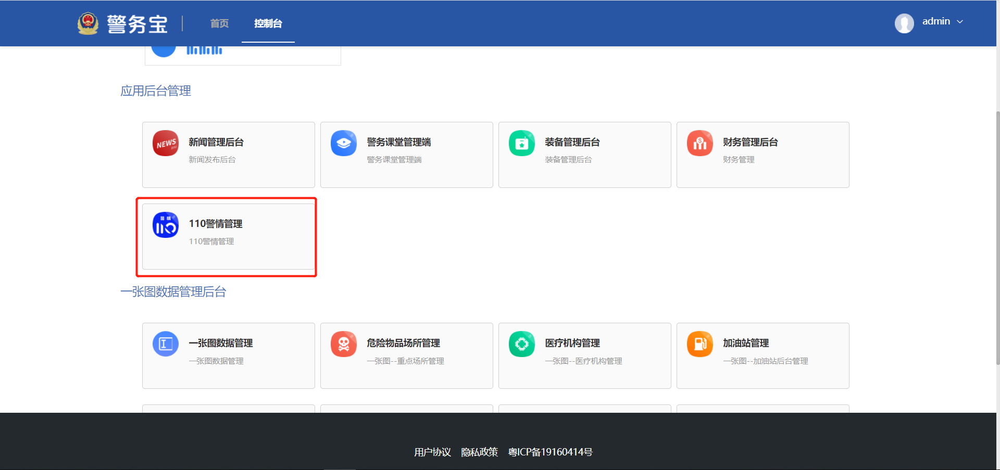 警务宝
首页
控制台
admin
应用后台管理
NEWS
新闻管理后台
新闻发布后台
警务课堂管理端
警务课堂管理端
装备管理后台
装备管理后台
财务管理后台
财务管理
警情
110
110警情管理
110警情管理
一张图数据管理后台
一张图数据管理
一张图数据管理
危险物品场所管理
一张图--重点场所管理
医疗机构管理
一张图--医疗机构管理
加油站管理
一张图--加油站后台管理
用户协议 隐私政策 粤ICP备19160414号